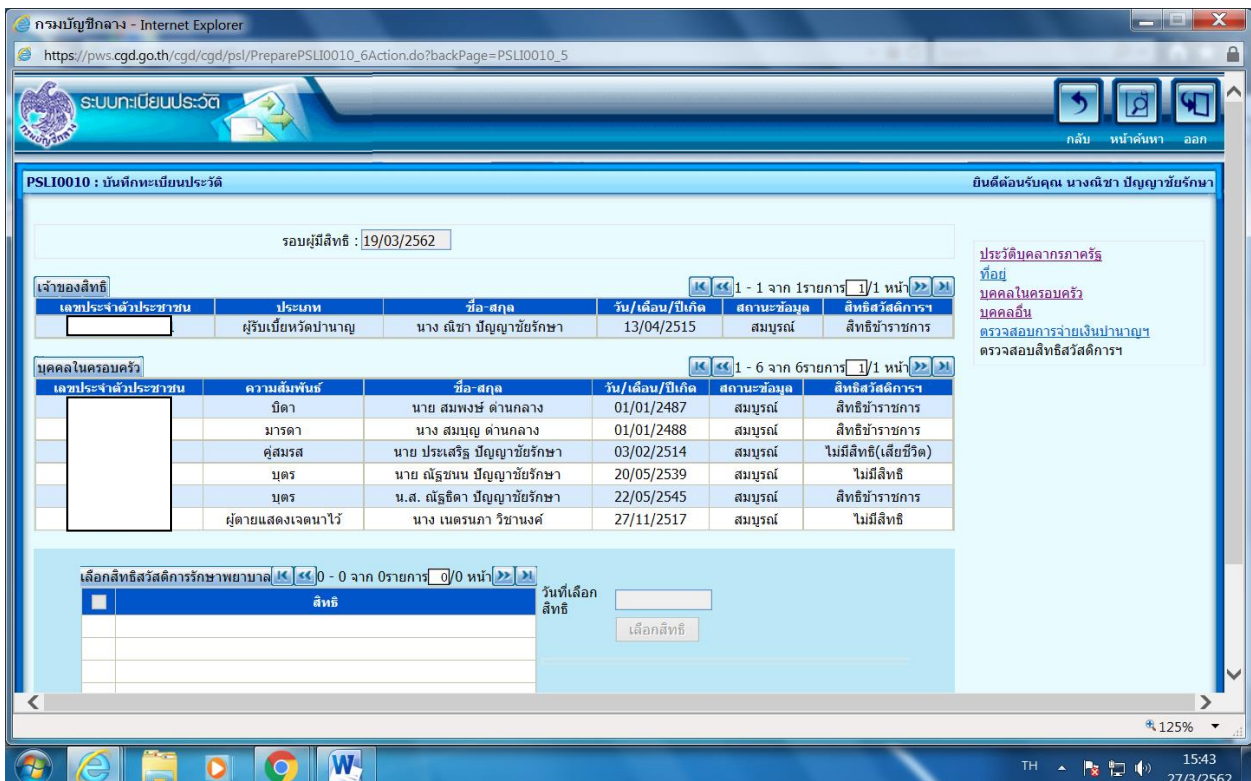 กรมบัญชีกลาง - Internet Explorer
https://pws.cgd.go.th/cgd/cgd/psl/PreparePSLI0010_6Action.do?backPage=PSLI0010_5
ระบบทะเบียนประวัติ
กรมบัญชีกลาง
กลับ หน้าค้นหา ออก
PSLI0010 : บันทึกทะเบียนประวัติ ยินดีต้อนรับคุณ นางณิชา ปัญญาชัยรักษา
รอบผู้มีสิทธิ : 19/03/2562
ประวัติบุคลากรภาครัฐ
ที่อยู่
บุคคลในครอบครัว
บุคคลอื่น
ตรวจสอบการจ่ายเงินบำนาญฯ
ตรวจสอบสิทธิสวัสดิการฯ
เจ้าของสิทธิ 1 - 1 จาก 1รายการ 1/1 หน้า
เลขประจำตัวประชาชน ประเภท ชื่อ-สกุล วัน/เดือน/ปีเกิด สถานะข้อมูล สิทธิสวัสดิการฯ
ผู้รับเบี้ยหวัดบำนาญ นาง ณิชา ปัญญาชัยรักษา 13/04/2515 สมบูรณ์ สิทธิข้าราชการ
บุคคลในครอบครัว 1 - 6 จาก 6รายการ 1/1 หน้า
เลขประจำตัวประชาชน ความสัมพันธ์ ชื่อ-สกุล วัน/เดือน/ปีเกิด สถานะข้อมูล สิทธิสวัสดิการฯ
บิดา นาย สมพงษ์ ด่านกลาง 01/01/2487 สมบูรณ์ สิทธิข้าราชการ
มารดา นาง สมบุญ ด่านกลาง 01/01/2488 สมบูรณ์ สิทธิข้าราชการ
คู่สมรส นาย ประเสริฐ ปัญญาชัยรักษา 03/02/2514 สมบูรณ์ ไม่มีสิทธิ(เสียชีวิต)
บุตร นาย ณัฐชนน ปัญญาชัยรักษา 20/05/2539 สมบูรณ์ ไม่มีสิทธิ
บุตร น.ส. ณัฐธิดา ปัญญาชัยรักษา 22/05/2545 สมบูรณ์ สิทธิข้าราชการ
ผู้ตายแสดงเจตนาไว้ นาง เนตรนภา วิชานงค์ 27/11/2517 สมบูรณ์ ไม่มีสิทธิ
เลือกสิทธิสวัสดิการรักษาพยาบาล 0 - 0 จาก 0รายการ 0/0 หน้า
สิทธิ
วันที่เลือก
สิทธิ
เลือกสิทธิ
125%
TH 15:43
27/3/2562